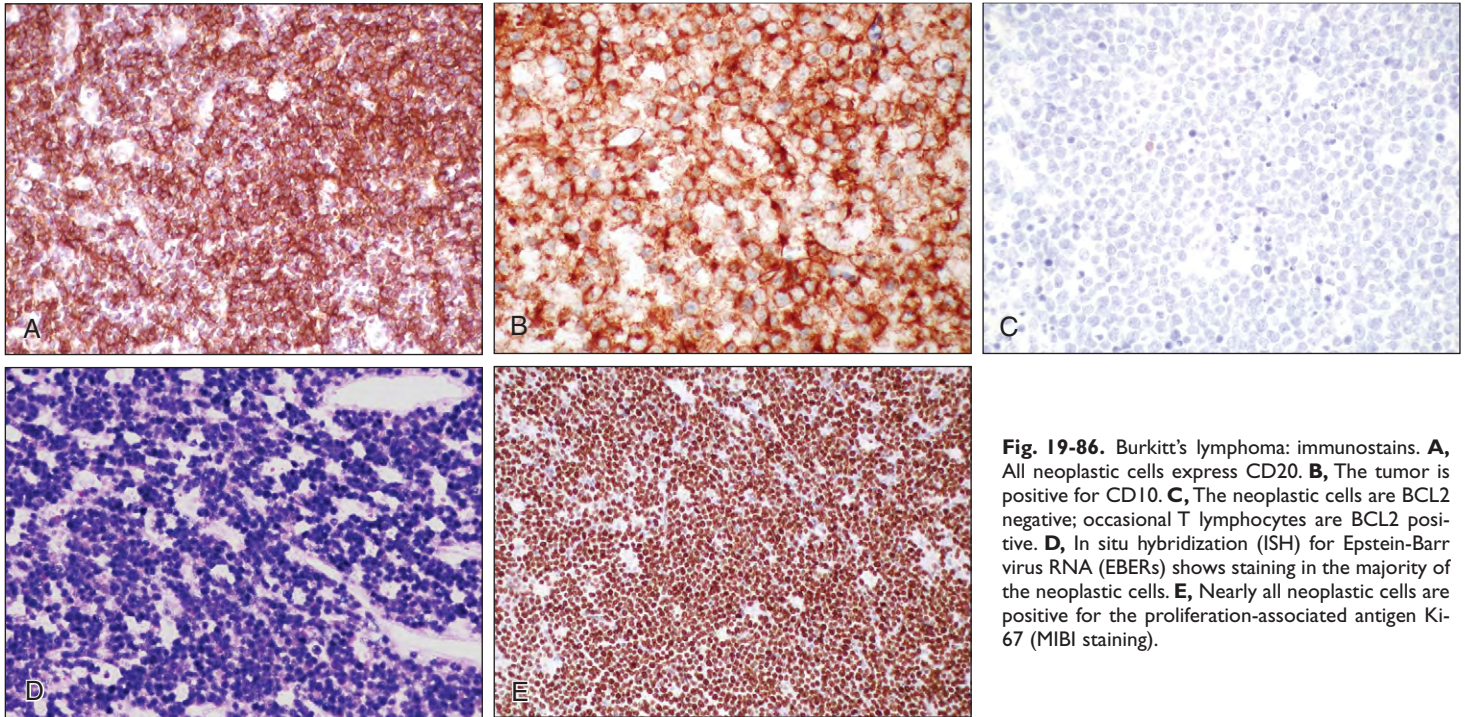 A
B
C
D
E
Fig. 19-86. Burkitt's lymphoma: immunostains. A,
All neoplastic cells express CD20. B, The tumor is
positive for CD10. C, The neoplastic cells are BCL2
negative; occasional T lymphocytes are BCL2 posi-
tive. D, In situ hybridization (ISH) for Epstein-Barr
virus RNA (EBERs) shows staining in the majority of
the neoplastic cells. E, Nearly all neoplastic cells are
positive for the proliferation-associated antigen Ki-
67 (MIBI staining).